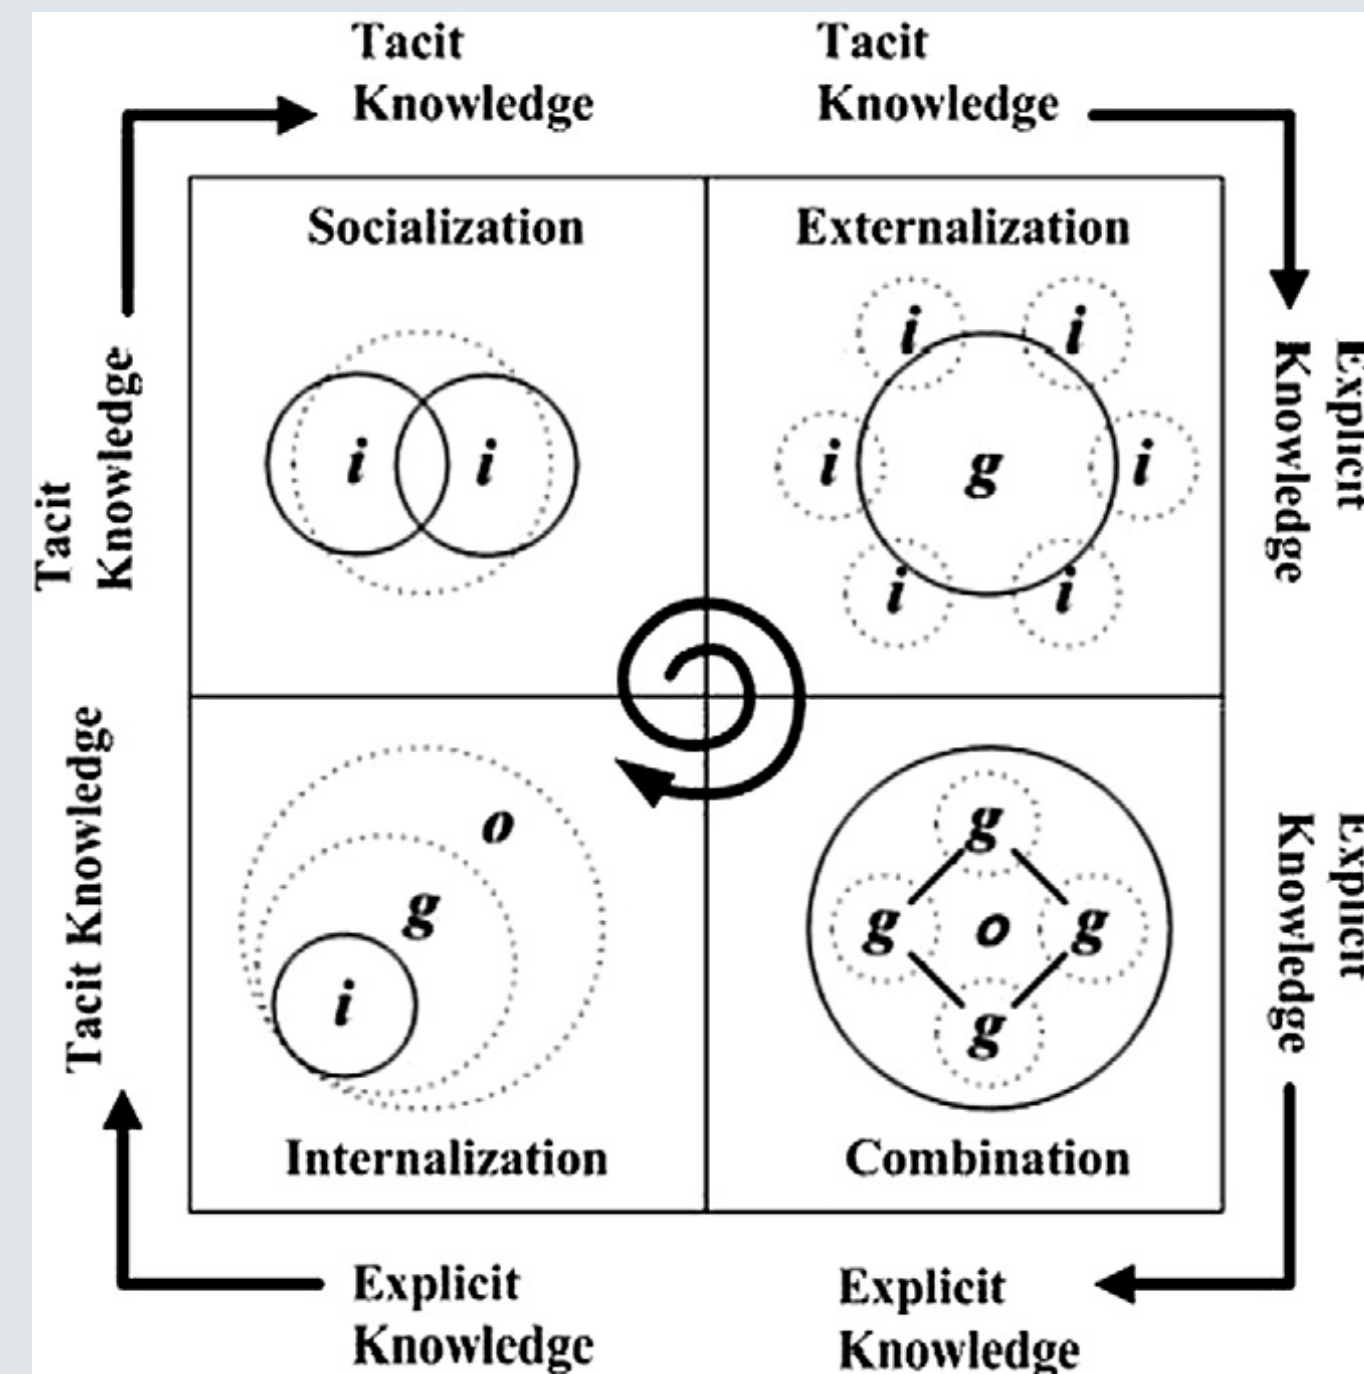 Tacit
Knowledge
Tacit
Knowledge
Socialization
Externalization
Tacit
Knowledge
i
i
i
i
i
g
i
i
i
Explicit
Knowledge
Tacit Knowledge
o
g
i
Internalization
g
g
o
g
g
Combination
Explicit
Knowledge
Explicit
Knowledge
Explicit
Knowledge